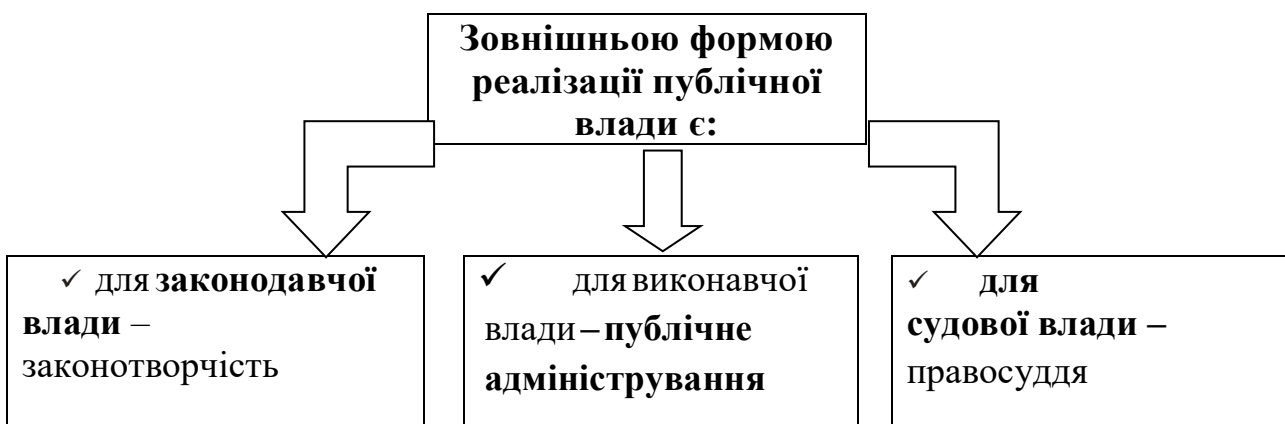 Зовнішньою формою
реалізації публічної
влади є:
✓ для законодавчої
влади –
законотворчість
✓ для виконавчої
влади – публічне
адміністрування
✓ для
судової влади –
правосуддя